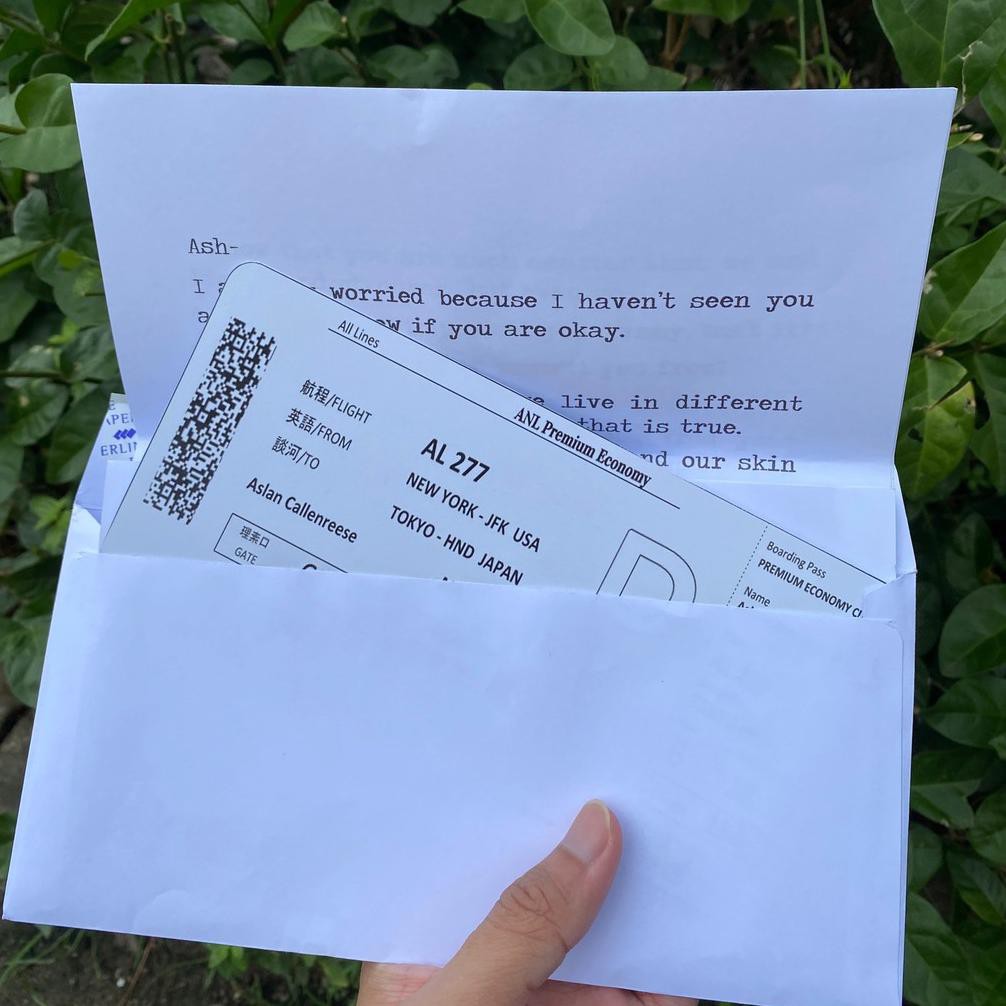 Ash-
I worried because I haven't seen you
if you are okay.
live in different
that is true.
our skin
All Lines
ANL Premium Economy
航程/FLIGHT
AL 277
英語/FROM
NEW YORK - JFK USA
談河/TO
TOKYO - HND JAPAN
Aslan Callenreese
理素口
GATE
Boarding Pass
PREMIUM ECONOMY
Name